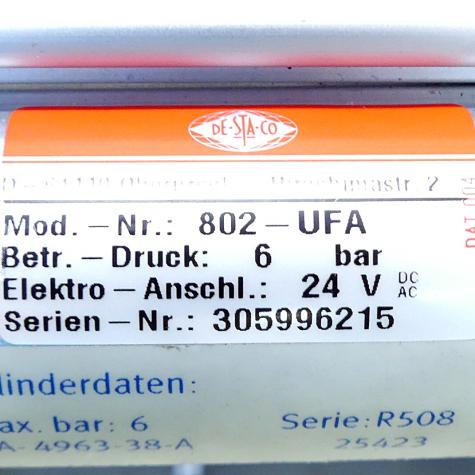 DE-STA-CO
Mod. - Nr.: 802 - UFA
Betr. - Druck: 6 bar
Elektro - Anschl.: 24 V DC AC
Serien - Nr.: 305996215
linderdaten:
ax. bar: 6 Serie: R508
A- 4963-38-A 25423